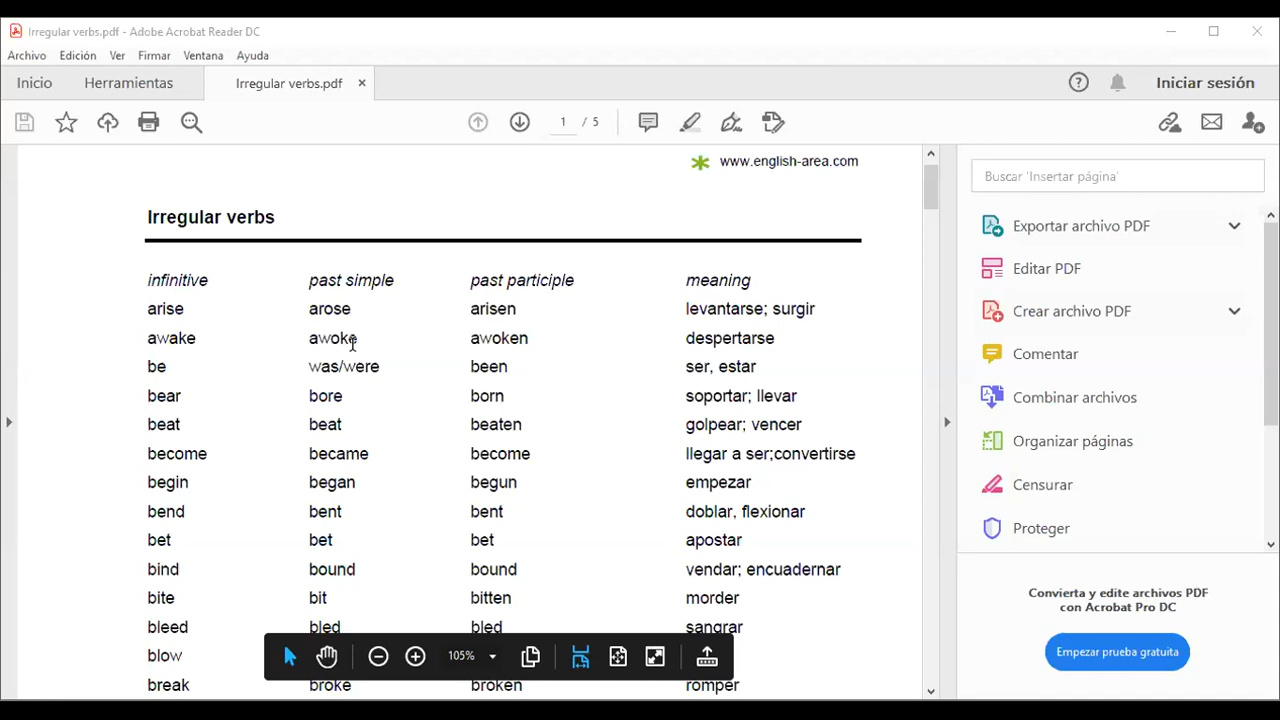 Irregular verbs.pdf - Adobe Acrobat Reader DC
Archivo Edición Ver Firmar Ventana Ayuda
Inicio Herramientas Irregular verbs.pdf × Iniciar sesión
1 / 5
www.english-area.com
Buscar 'Insertar página'
Irregular verbs
Exportar archivo PDF
Editar PDF
Crear archivo PDF
Comentar
Combinar archivos
Organizar páginas
Censurar
Proteger
Convierta y edite archivos PDF
con Acrobat Pro DC
Empezar prueba gratuita
infinitive past simple past participle meaning
arise arose arisen levantarse; surgir
awake awoke awoken despertarse
be was/were been ser, estar
bear bore born soportar; llevar
beat beat beaten golpear; vencer
become became become llegar a ser;convertirse
begin began begun empezar
bend bent bent doblar, flexionar
bet bet bet apostar
bind bound bound vendar; encuadernar
bite bit bitten morder
bleed bled bled sangrar
blow
break broke broken romper
105%